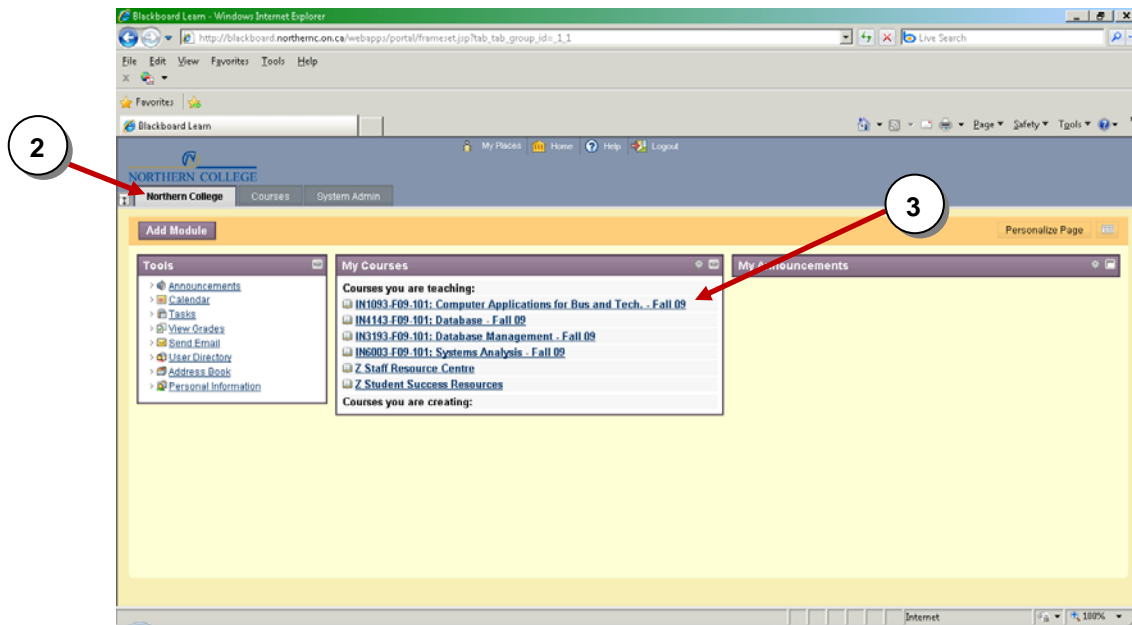 Blackboard Learn - Windows Internet Explorer
http://blackboard.northernc.on.ca/webapps/portal/frameset.jsp?tab_tab_group_id=_1_1
Live Search
File Edit View Favorites Tools Help
x
Favorites
Blackboard Learn
Page Safety Tools
2
My Places Home Help Logout
NORTHERN COLLEGE
Northern College Courses System Admin
3
Add Module
Personalize Page
Tools
Announcements
Calendar
Tasks
View Grades
Send Email
User Directory
Address Book
Personal Information
My Courses
Courses you are teaching:
IN1093-F09-101: Computer Applications for Bus and Tech. - Fall 09
IN4143-F09-101: Database - Fall 09
IN3193-F09-101: Database Management - Fall 09
IN6003-F09-101: Systems Analysis - Fall 09
Z Staff Resource Centre
Z Student Success Resources
Courses you are creating:
My Announcements
Internet
100%